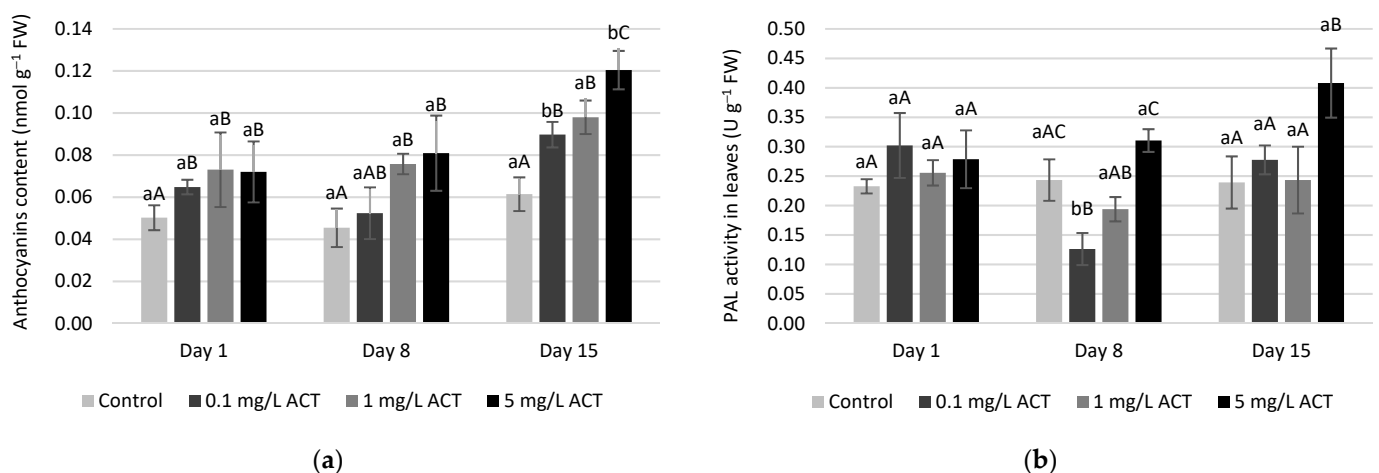 Anthocyanins content (nmol g⁻¹ FW)
0.14
0.12
0.10
0.08
0.06
0.04
0.02
0.00
aA aB aB aB
aA aAB aB aB
aA bB aB bC
Day 1 Day 8 Day 15
Control 0.1 mg/L ACT 1 mg/L ACT 5 mg/L ACT
(a)
PAL activity in leaves (U g⁻¹ FW)
0.50
0.45
0.40
0.35
0.30
0.25
0.20
0.15
0.10
0.05
0.00
aA aA aA aA
aAC bB aAB aC
aA aA aA aB
Day 1 Day 8 Day 15
Control 0.1 mg/L ACT 1 mg/L ACT 5 mg/L ACT
(b)